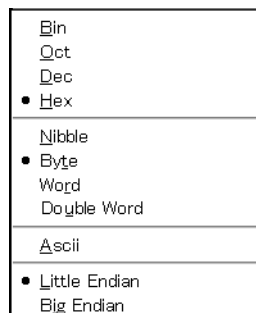 Bin
Oct
Dec
Hex
Nibble
Byte
Word
Double Word
Ascii
Little Endian
Big Endian